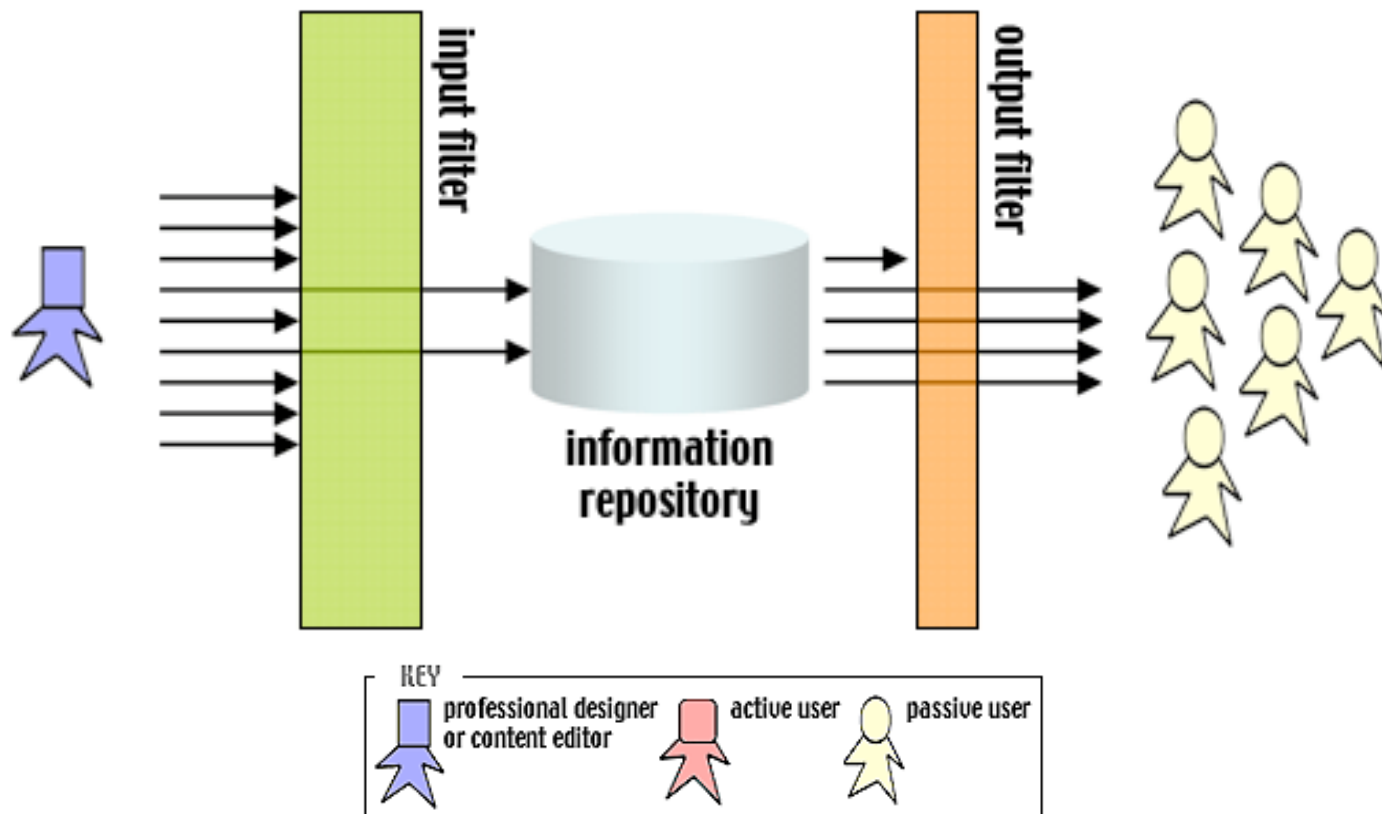 input filter
output filter
information
repository
KEY
professional designer
or content editor
active user
passive user